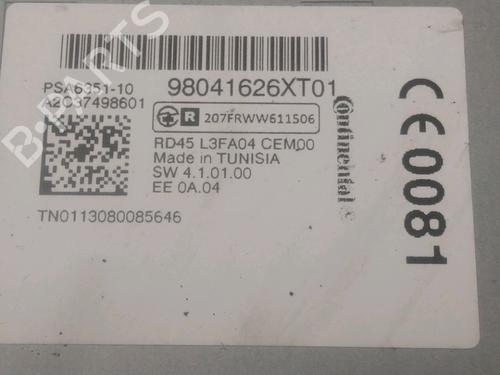 B-PARTS
PSA6351-10
A2C37498601
98041626XT01
R 207FRWW611506
RD45 L3FA04 CEM00
Made in TUNISIA
SW 4.1.01.00
EE 0A.04
TN0113080085646
Continental
CE 0081